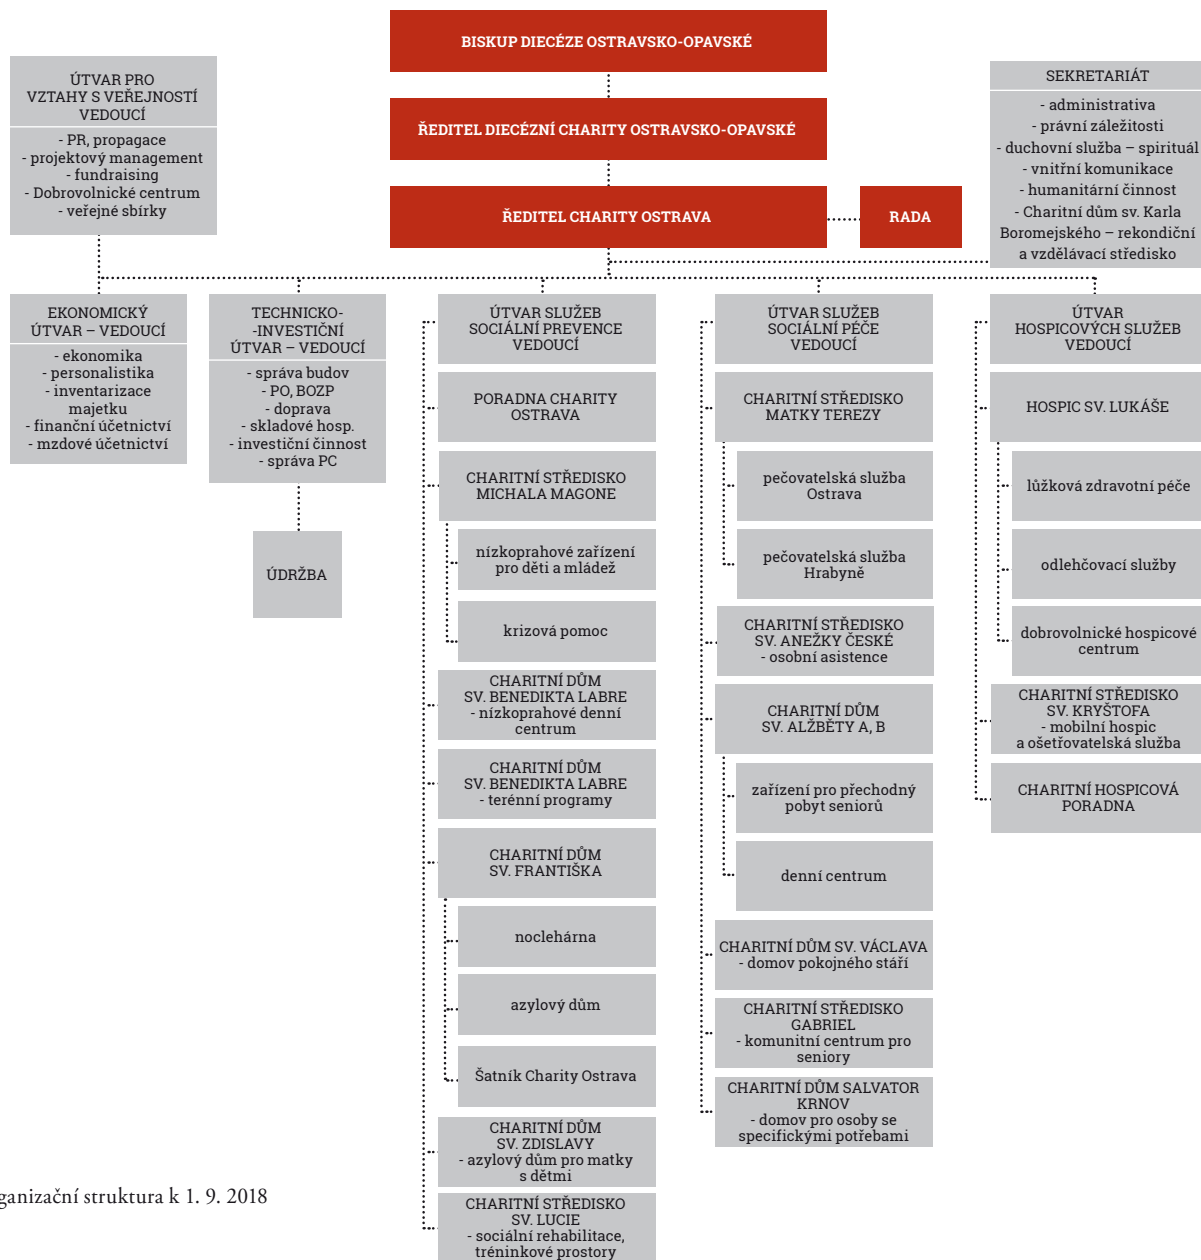 BISKUP DIECÉZE OSTRAVSKO-OPAVSKÉ
ŘEDITEL DIECÉZNÍ CHARITY OSTRAVSKO-OPAVSKÉ
ŘEDITEL CHARITY OSTRAVA
RADA
ÚTVAR PRO
VZTAHY S VEŘEJNOSTÍ
VEDOUCÍ
- PR, propagace
- projektový management
- fundraising
- Dobrovolnické centrum
- veřejné sbírky
SEKRETARIÁT
- administrativa
- právní záležitosti
- duchovní služba – spirituál
- vnitřní komunikace
- humanitární činnost
- Charitní dům sv. Karla
Boromejského – rekondiční
a vzdělávací středisko
EKONOMICKÝ
ÚTVAR – VEDOUCÍ
- ekonomika
- personalistika
- inventarizace
majetku
- finanční účetnictví
- mzdové účetnictví
TECHNICKO-
-INVESTIČNÍ
ÚTVAR – VEDOUCÍ
- správa budov
- PO, BOZP
- doprava
- skladové hosp.
- investiční činnost
- správa PC
ÚDRŽBA
ÚTVAR SLUŽEB
SOCIÁLNÍ PREVENCE
VEDOUCÍ
PORADNA CHARITY
OSTRAVA
CHARITNÍ STŘEDISKO
MICHALA MAGONE
nízkoprahové zařízení
pro děti a mládež
krizová pomoc
CHARITNÍ DŮM
SV. BENEDIKTA LABRE
- nízkoprahové denní
centrum
CHARITNÍ DŮM
SV. BENEDIKTA LABRE
- terénní programy
CHARITNÍ DŮM
SV. FRANTIŠKA
noclehárna
azylový dům
Šatník Charity Ostrava
CHARITNÍ DŮM
SV. ZDISLAVY
- azylový dům pro matky
s dětmi
CHARITNÍ STŘEDISKO
SV. LUCIE
- sociální rehabilitace,
tréninkové prostory
ÚTVAR SLUŽEB
SOCIÁLNÍ PÉČE
VEDOUCÍ
CHARITNÍ STŘEDISKO
MATKY TEREZY
pečovatelská služba
Ostrava
pečovatelská služba
Hrabyně
CHARITNÍ STŘEDISKO
SV. ANEŽKY ČESKÉ
- osobní asistence
CHARITNÍ DŮM
SV. ALŽBĚTY A, B
zařízení pro přechodný
pobyt seniorů
denní centrum
CHARITNÍ DŮM SV. VÁCLAVA
- domov pokojného stáří
CHARITNÍ STŘEDISKO
GABRIEL
- komunitní centrum pro
seniory
CHARITNÍ DŮM SALVATOR
KRNOV
- domov pro osoby se
specifickými potřebami
ÚTVAR
HOSPICOVÝCH SLUŽEB
VEDOUCÍ
HOSPIC SV. LUKÁŠE
lůžková zdravotní péče
odlehčovací služby
dobrovolnické hospicové
centrum
CHARITNÍ STŘEDISKO
SV. KRYŠTOFA
- mobilní hospic
a ošetřovatelská služba
CHARITNÍ HOSPICOVÁ
PORADNA
ganizační struktura k 1. 9. 2018